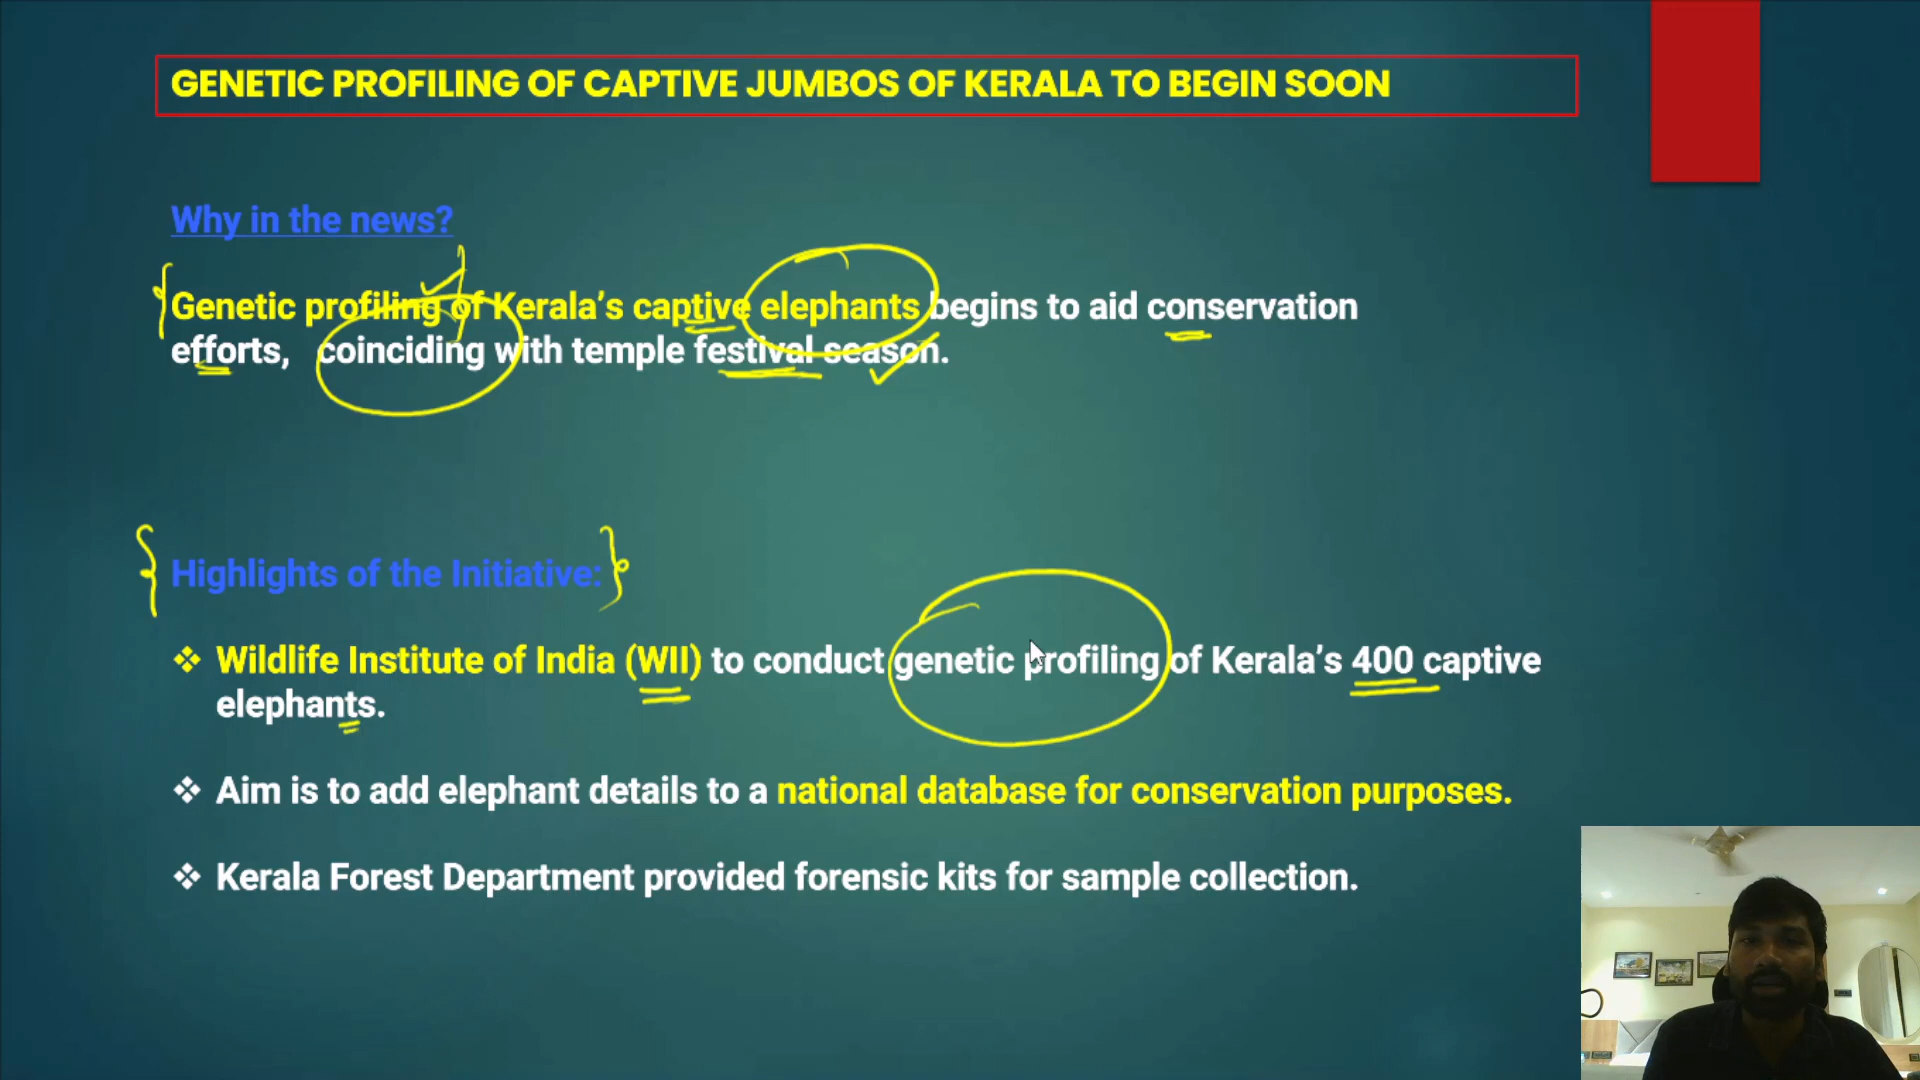 GENETIC PROFILING OF CAPTIVE JUMBOS OF KERALA TO BEGIN SOON
Why in the news?
Genetic profiling of Kerala’s captive elephants begins to aid conservation
efforts, coinciding with temple festival season.
Highlights of the Initiative:
❖ Wildlife Institute of India (WII) to conduct genetic profiling of Kerala’s 400 captive
elephants.
❖ Aim is to add elephant details to a national database for conservation purposes.
❖ Kerala Forest Department provided forensic kits for sample collection.